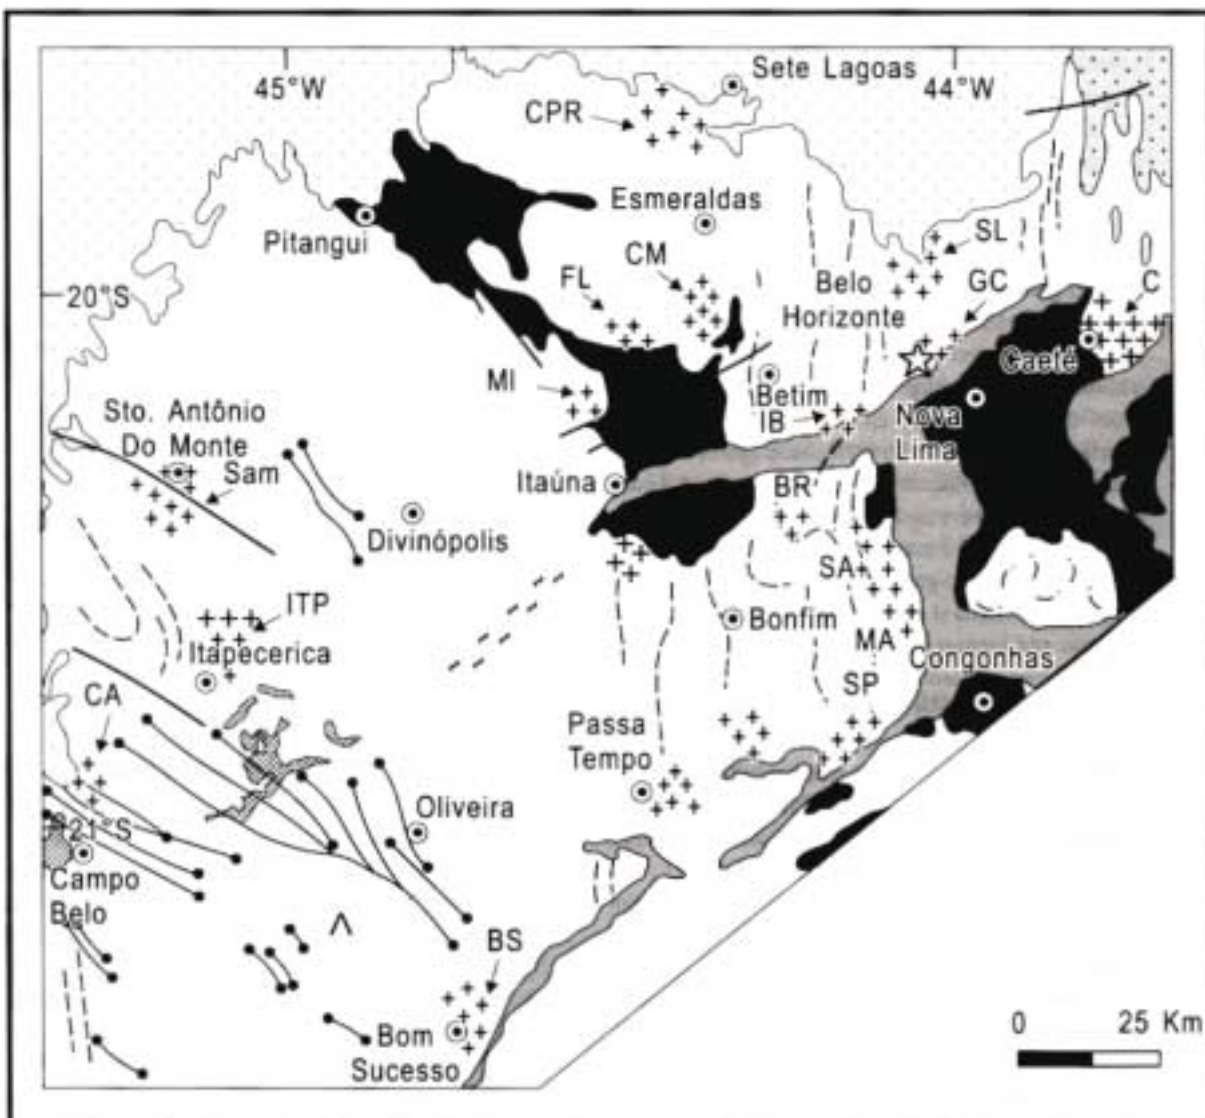 Sete Lagoas
45°W
44°W
CPR
Esmeraldas
Pitangui
SL
CM
Belo
Horizonte
FL
GC
C
20°S
Caeté
MI
Betim
IB
Nova
Lima
Sto. Antônio
Do Monte
Sam
Itaúna
BR
Divinópolis
SA
ITP
Bonfim
Itapecerica
MA
Congonhas
CA
SP
Passa
Tempo
Oliveira
21°S
Campo
Belo
BS
Bom
Sucesso
0 25 Km